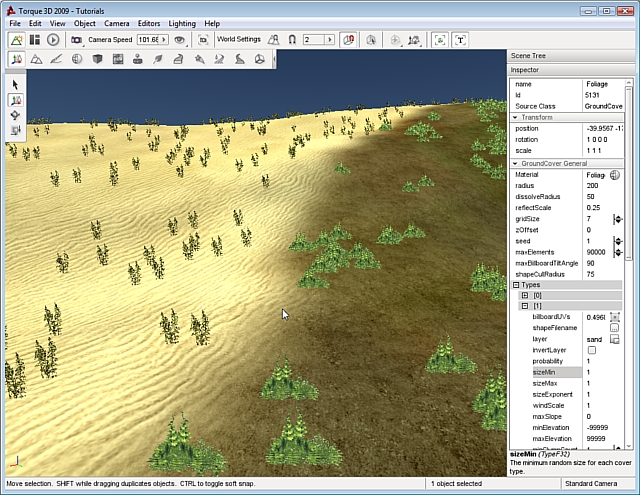 Torque 3D 2009 - Tutorials
File Edit View Object Camera Editors Lighting Help
Camera Speed 101.68 World Settings 2 T
Scene Tree
Inspector
name Foliage
Id 5131
Source Class GroundCove
Transform
position -39.9567 -1
rotation 1 0 0 0
scale 1 1 1
GroundCover General
Material Foliag
radius 200
dissolveRadius 50
reflectScale 0.25
gridSize 7
zOffset 0
seed 1
maxElements 90000
maxBillboardTiltAngle 90
shapeCullRadius 75
Types
[0]
[1]
billboardUVs 0.496
shapeFilename
layer sand
invertLayer
probability 1
sizeMin 1
sizeMax 1
sizeExponent 1
windScale 1
maxSlope 0
minElevation -99999
maxElevation 99999
sizeMin (TypeF32)
The minimum random size for each cover
type.
Move selection. SHIFT while dragging duplicates objects. CTRL to toggle soft snap. 1 object selected Standard Camera